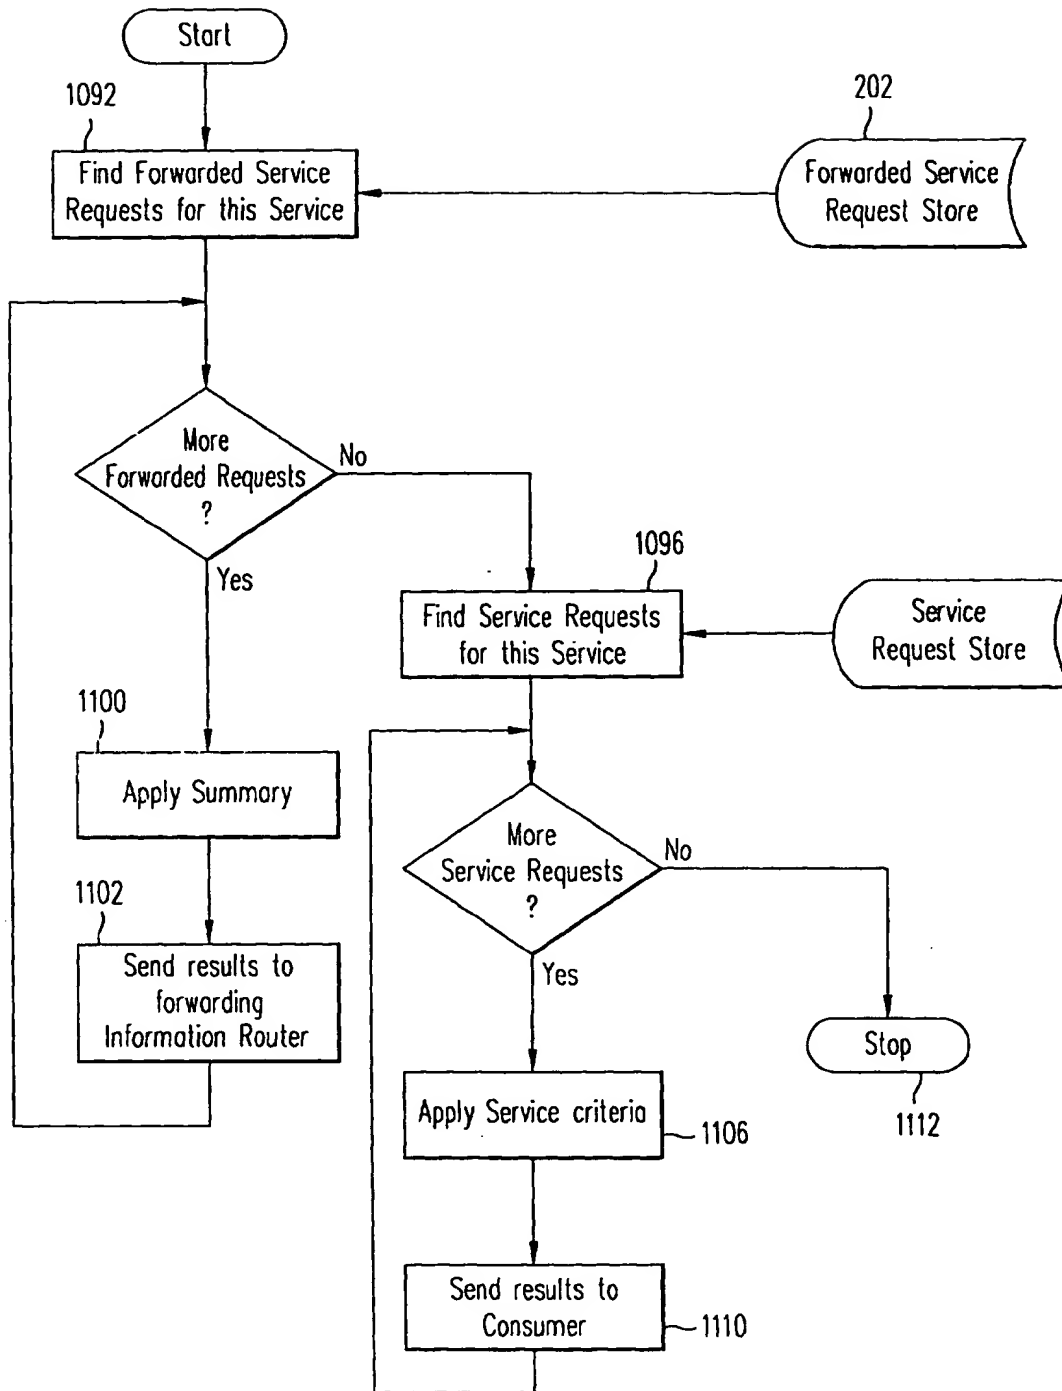 Start
1092
Find Forwarded Service
Requests for this Service
202
Forwarded Service
Request Store
More
Forwarded Requests
?
No
Yes
1096
Find Service Requests
for this Service
Service
Request Store
1100
Apply Summary
More
Service Requests
?
No
Yes
1102
Send results to
forwarding
Information Router
Stop
1112
Apply Service criteria
1106
Send results to
Consumer
1110